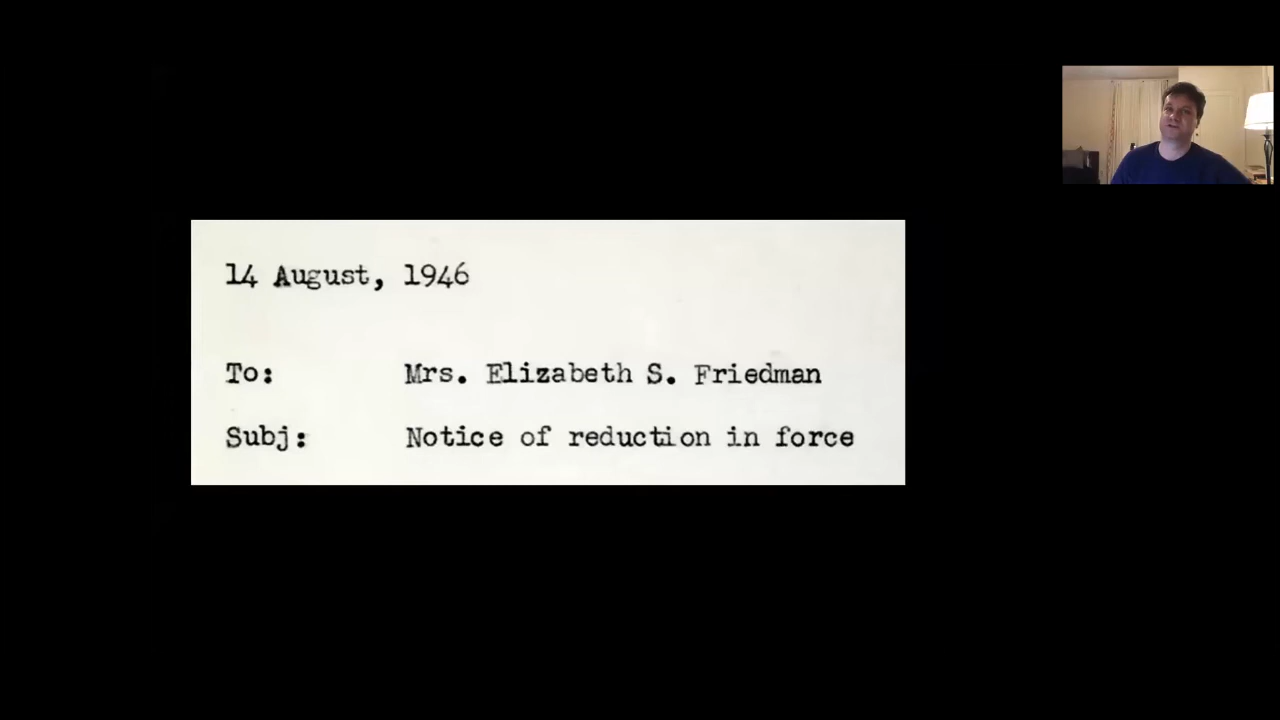 14 August, 1946
To: Mrs. Elizabeth S. Friedman
Subj: Notice of reduction in force